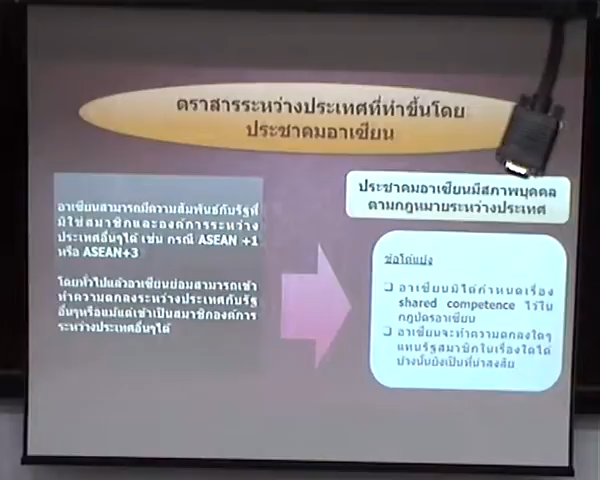 ตราสารระหว่างประเทศที่ทำขึ้นโดย
ประชาคมอาเซียน
อาเซียนสามารถมีความสัมพันธ์กับรัฐที่
มิใช่สมาชิกและองค์การระหว่าง
ประเทศอื่นๆได้ เช่น กรณี ASEAN +1
หรือ ASEAN+3
โดยทั่วไปแล้วอาเซียนย่อมสามารถเข้า
ทำความตกลงระหว่างประเทศกับรัฐ
อื่นๆหรือแม้แต่เข้าเป็นสมาชิกองค์การ
ระหว่างประเทศอื่นๆได้
ประชาคมอาเซียนมีสภาพบุคคล
ตามกฎหมายระหว่างประเทศ
ข้อโต้แย้ง
❑ อาเซียนมิได้กำหนดเรื่อง
shared competence ไว้ใน
กฎบัตรอาเซียน
❑ อาเซียนจะทำความตกลงใดๆ
แทนรัฐสมาชิกในเรื่องใดได้
บ้างนั้นยังเป็นที่น่าสงสัย